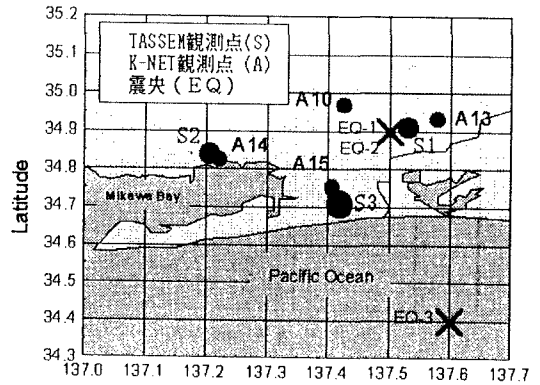 35.2
35.1
35.0
34.9
34.8
34.7
34.6
34.5
34.4
34.3
Latitude
TASSEM観測点(S)
K-NET観測点 (A)
震央(EQ)
A10
A13
EQ-1
EQ-2
S1
S2
A14
A15
S3
Mikawa Bay
Pacific Ocean
EQ-3
137.0 137.1 137.2 137.3 137.4 137.5 137.6 137.7